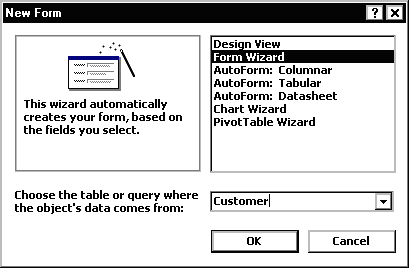 New Form
? X
This wizard automatically
creates your form, based on
the fields you select.
Design View
Form Wizard
AutoForm: Columnar
AutoForm: Tabular
AutoForm: Datasheet
Chart Wizard
PivotTable Wizard
Choose the table or query where
the object's data comes from:
Customer
OK
Cancel